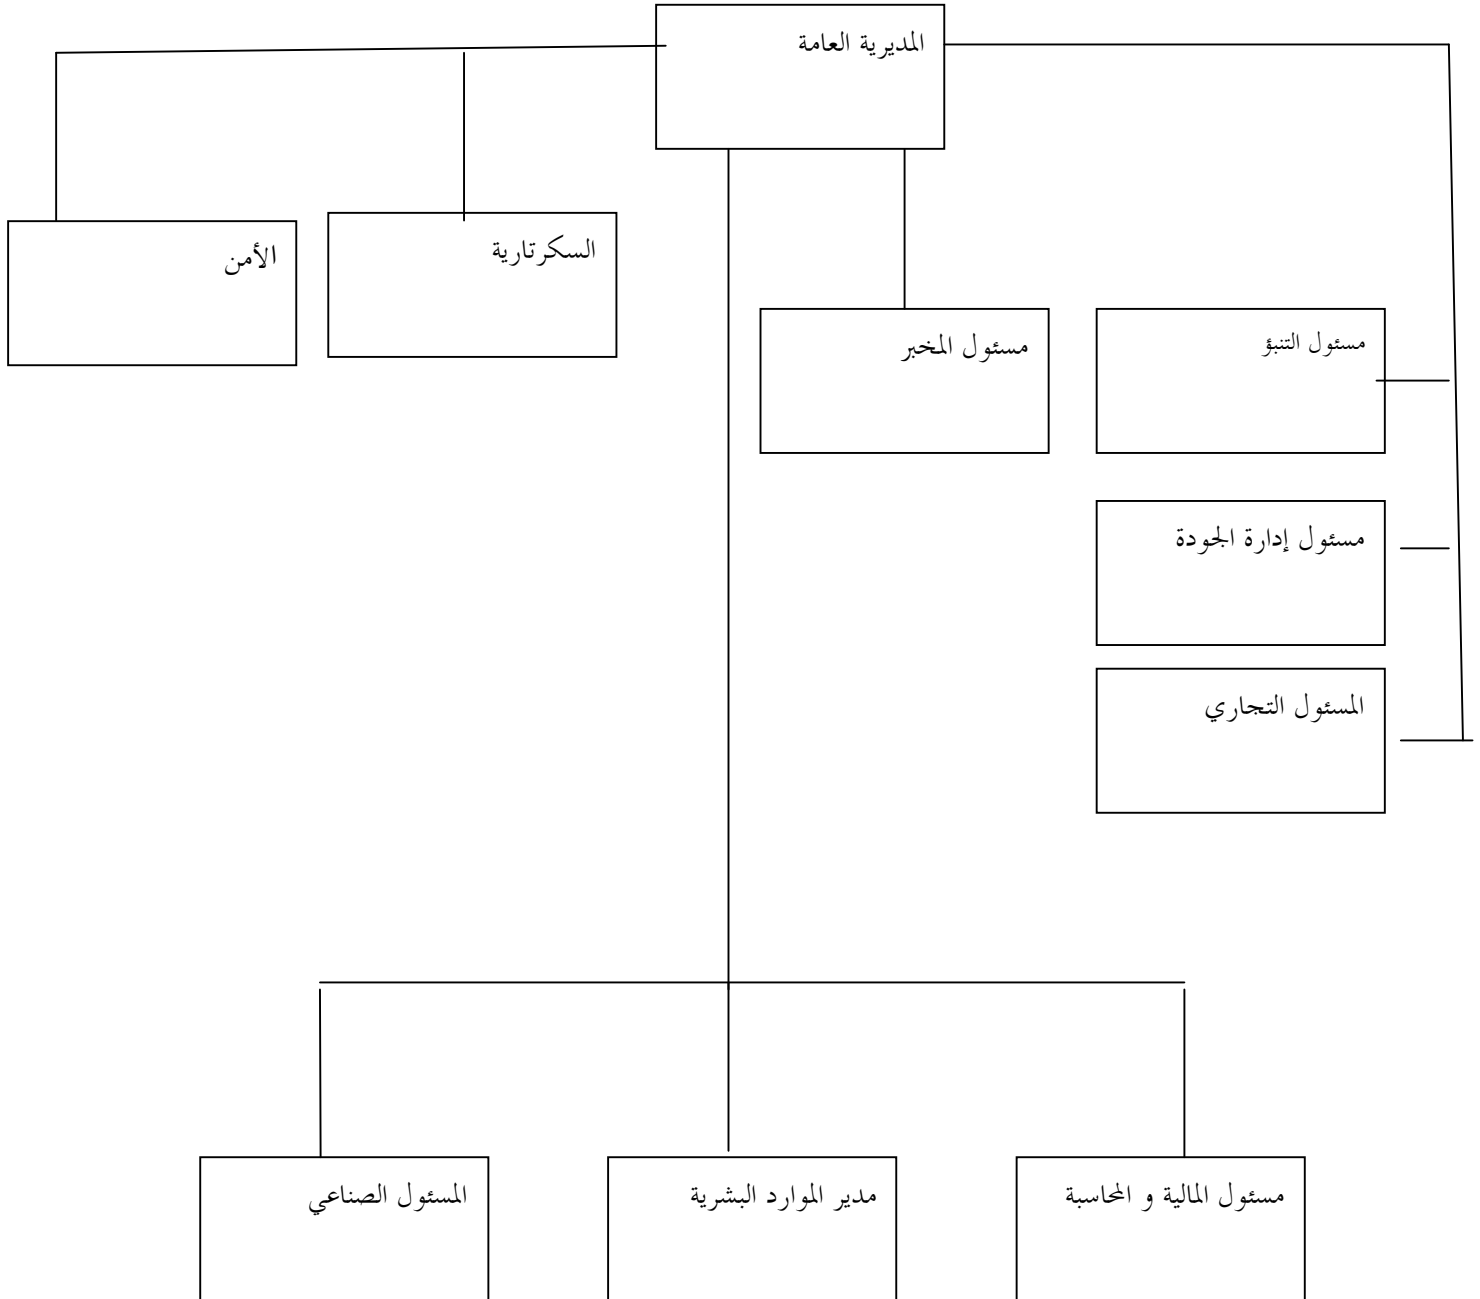 المديرية العامة
السكرتارية
الأمن
مسئول التنبؤ
مسئول المخبر
مسئول إدارة الجودة
المسئول التجاري
مسئول المالية و المحاسبة
مدير الموارد البشرية
المسئول الصناعي